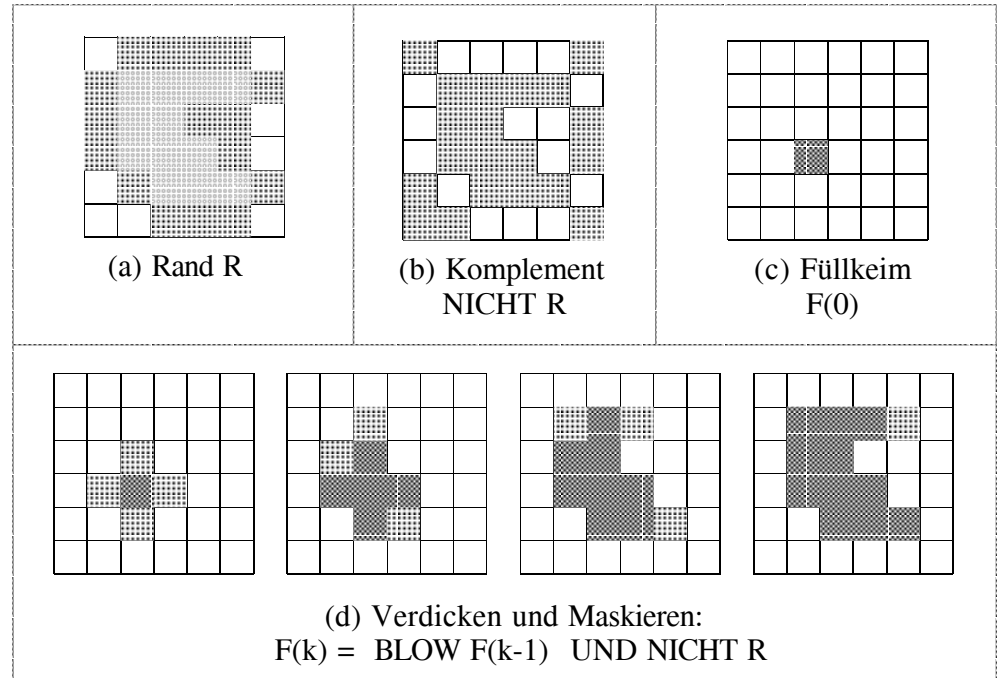 (a) Rand R
(b) Komplement
NICHT R
(c) Füllkeim
F(0)
(d) Verdicken und Maskieren:
F(k) = BLOW F(k-1) UND NICHT R